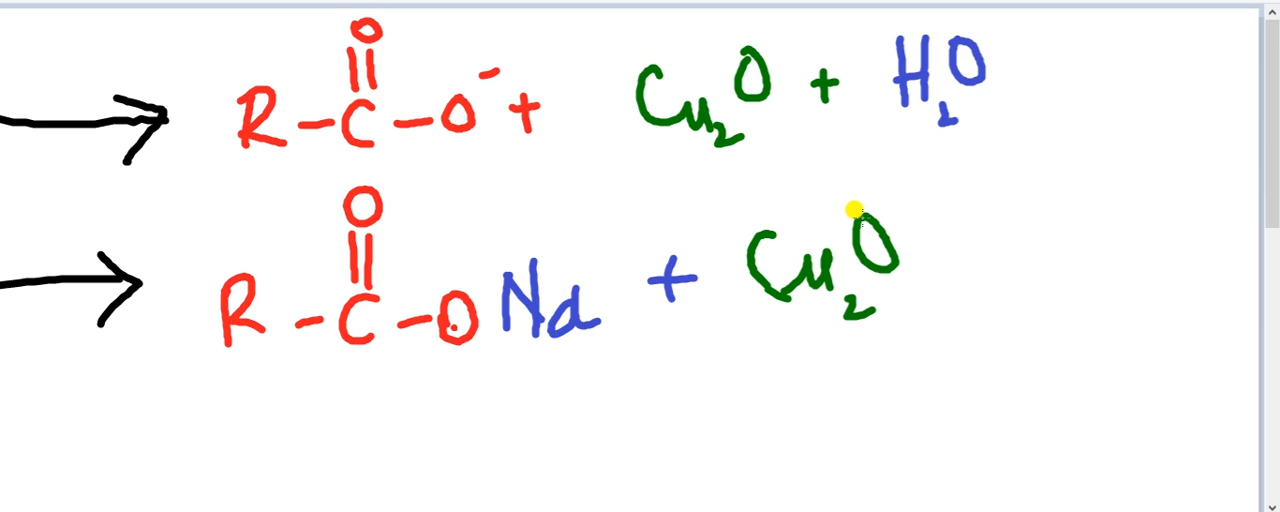 O
||
R-C-O⁻ + Cu₂O + H₂O
O
||
R-C-ONa + Cu₂O